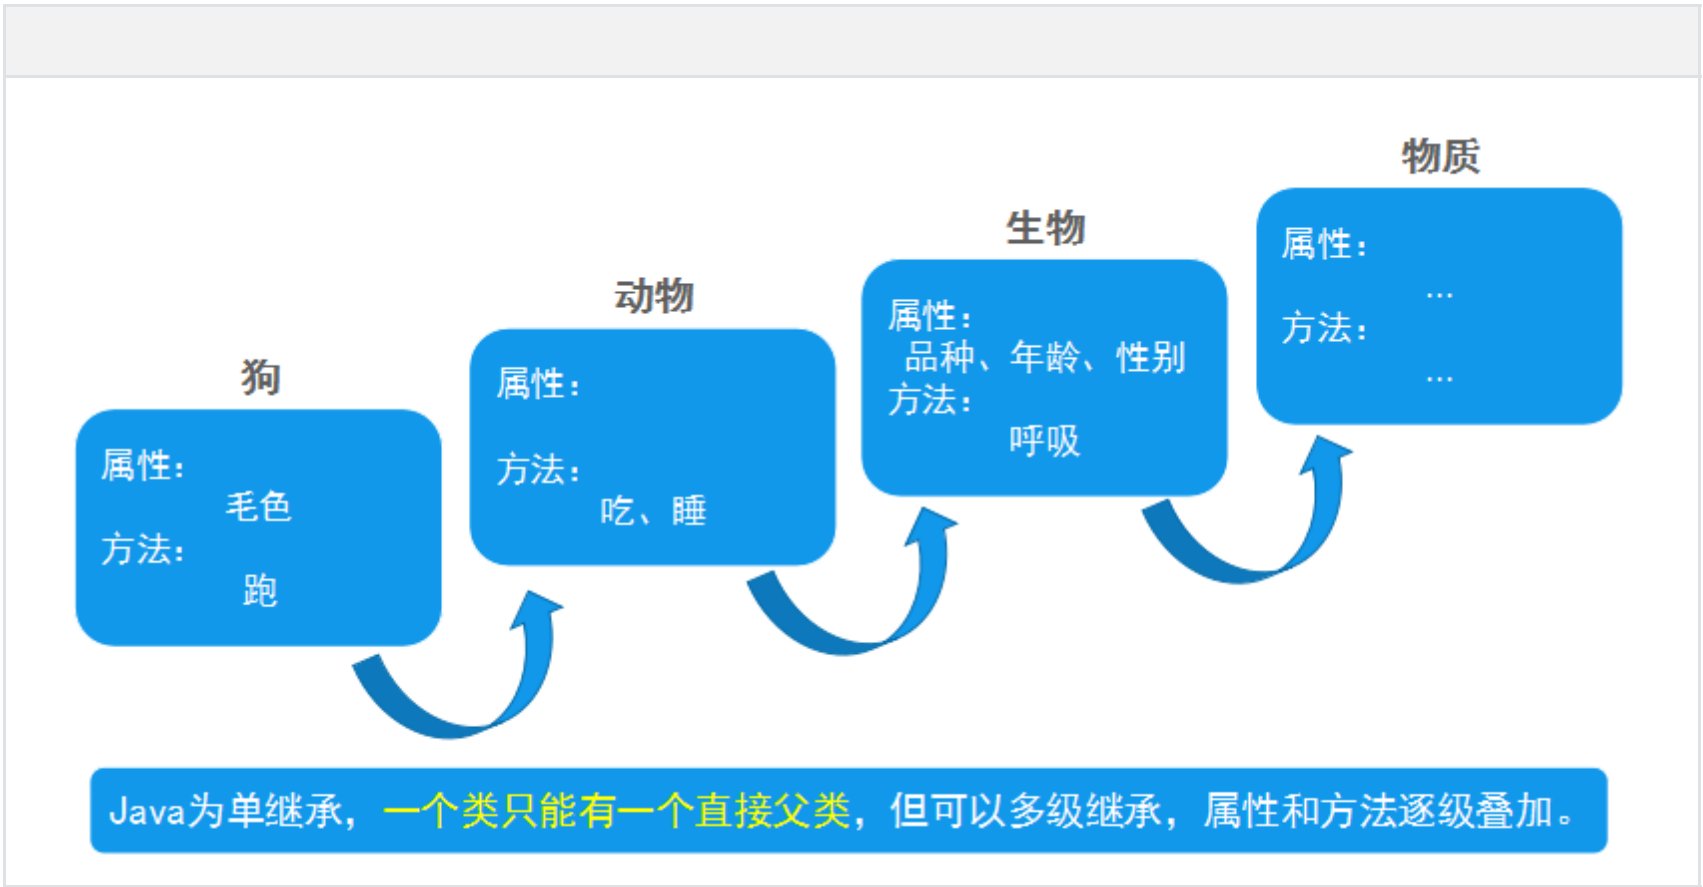 狗
属性：
毛色
方法：
跑
动物
属性：
方法：
吃、睡
生物
属性：
品种、年龄、性别
方法：
呼吸
物质
属性：
...
方法：
...
Java为单继承，一个类只能有一个直接父类，但可以多级继承，属性和方法逐级叠加。